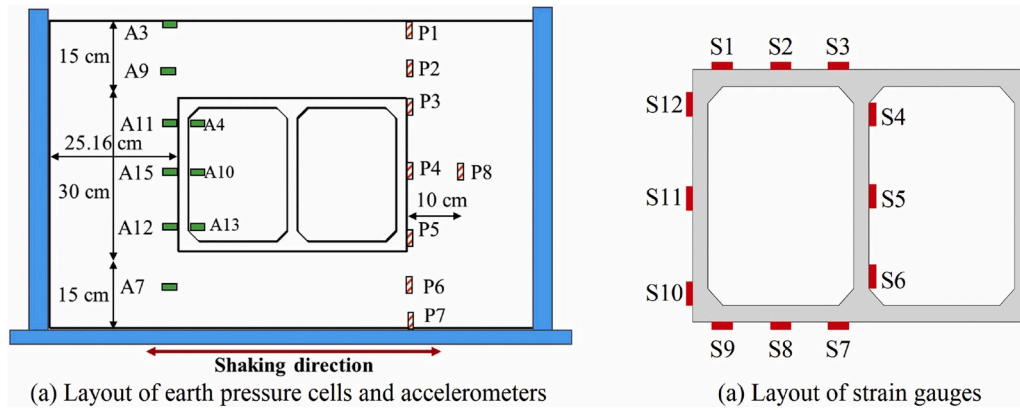 A3
15 cm
A9
A11
A4
25.16 cm
A15
A10
30 cm
A12
A13
A7
15 cm
P1
P2
P3
P4
P8
10 cm
P5
P6
P7
Shaking direction
(a) Layout of earth pressure cells and accelerometers
S1 S2 S3
S12
S4
S11
S5
S10
S6
S9 S8 S7
(a) Layout of strain gauges